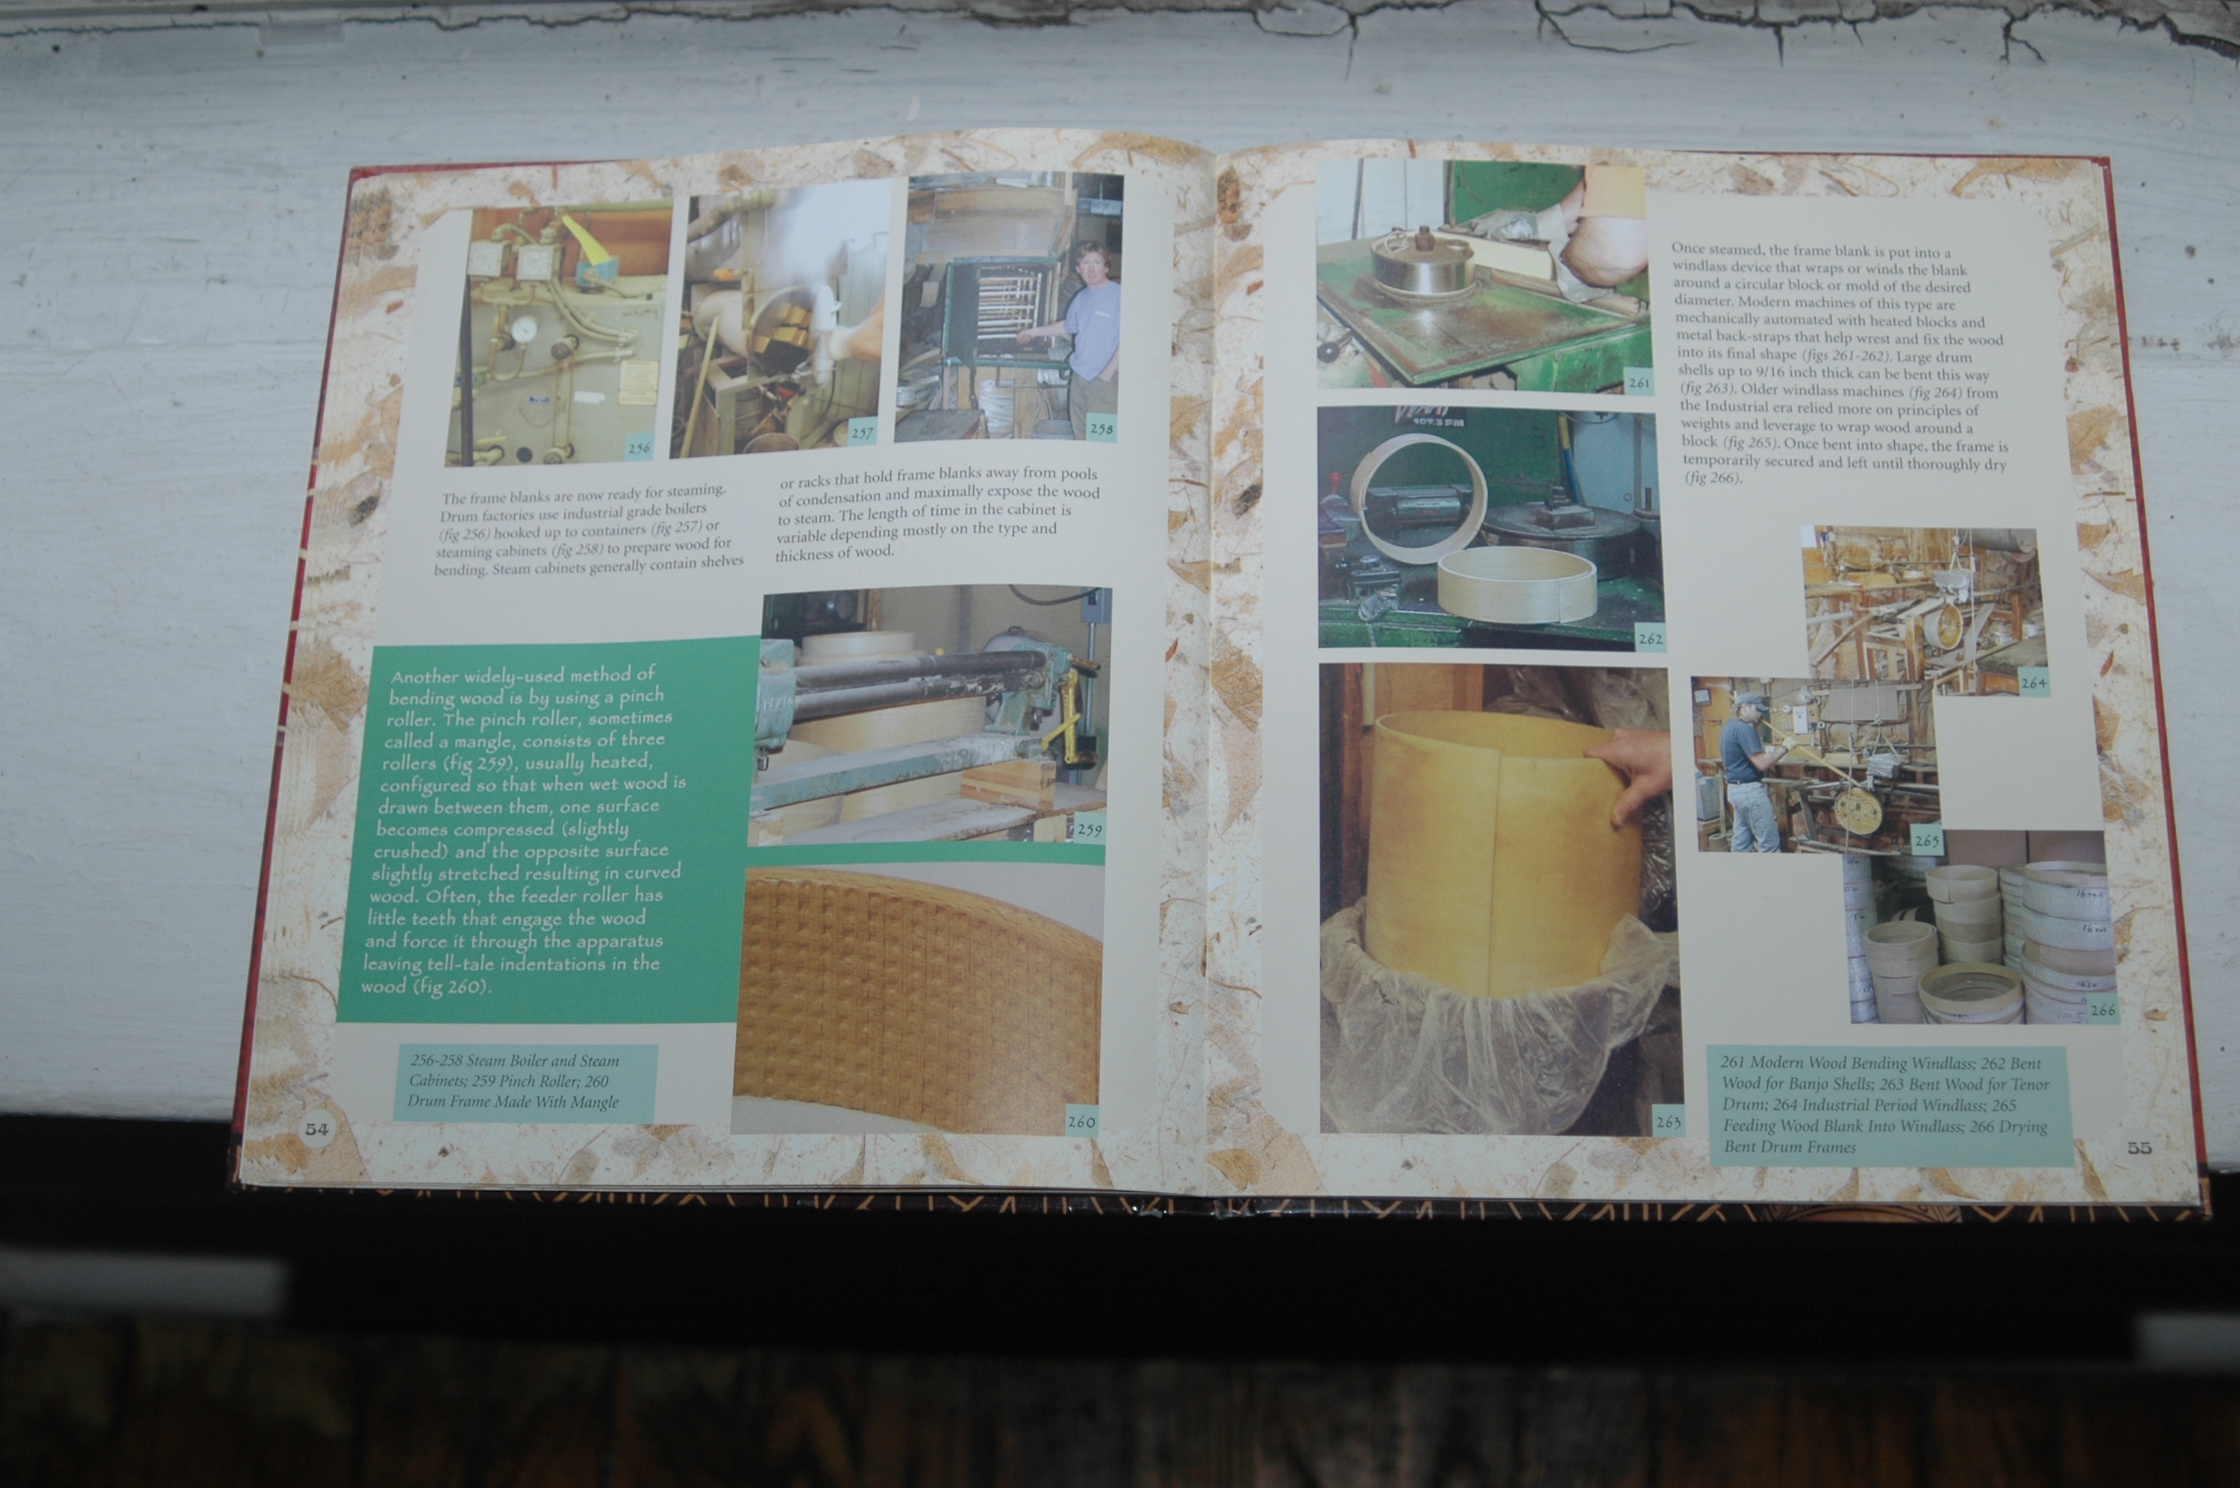 256
257
258
The frame blanks are now ready for steaming.
Drum factories use industrial grade boilers
(fig 256) hooked up to containers (fig 257) or
steaming cabinets (fig 258) to prepare wood for
bending. Steam cabinets generally contain shelves
or racks that hold frame blanks away from pools
of condensation and maximally expose the wood
to steam. The length of time in the cabinet is
variable depending mostly on the type and
thickness of wood.
Another widely-used method of
bending wood is by using a pinch
roller. The pinch roller, sometimes
called a mangle, consists of three
rollers (fig 259), usually heated,
configured so that when wet wood is
drawn between them, one surface
becomes compressed (slightly
crushed) and the opposite surface
slightly stretched resulting in curved
wood. Often, the feeder roller has
little teeth that engage the wood
and force it through the apparatus
leaving tell-tale indentations in the
wood (fig 260).
259
260
256-258 Steam Boiler and Steam
Cabinets; 259 Pinch Roller; 260
Drum Frame Made With Mangle
54
261
107.5 FM
262
263
Once steamed, the frame blank is put into a
windlass device that wraps or winds the blank
around a circular block or mold of the desired
diameter. Modern machines of this type are
mechanically automated with heated blocks and
metal back-straps that help wrest and fix the wood
into its final shape (figs 261-262). Large drum
shells up to 9/16 inch thick can be bent this way
(fig 263). Older windlass machines (fig 264) from
the Industrial era relied more on principles of
weights and leverage to wrap wood around a
block (fig 265). Once bent into shape, the frame is
temporarily secured and left until thoroughly dry
(fig 266).
264
265
266
261 Modern Wood Bending Windlass; 262 Bent
Wood for Banjo Shells; 263 Bent Wood for Tenor
Drum; 264 Industrial Period Windlass; 265
Feeding Wood Blank Into Windlass; 266 Drying
Bent Drum Frames
55